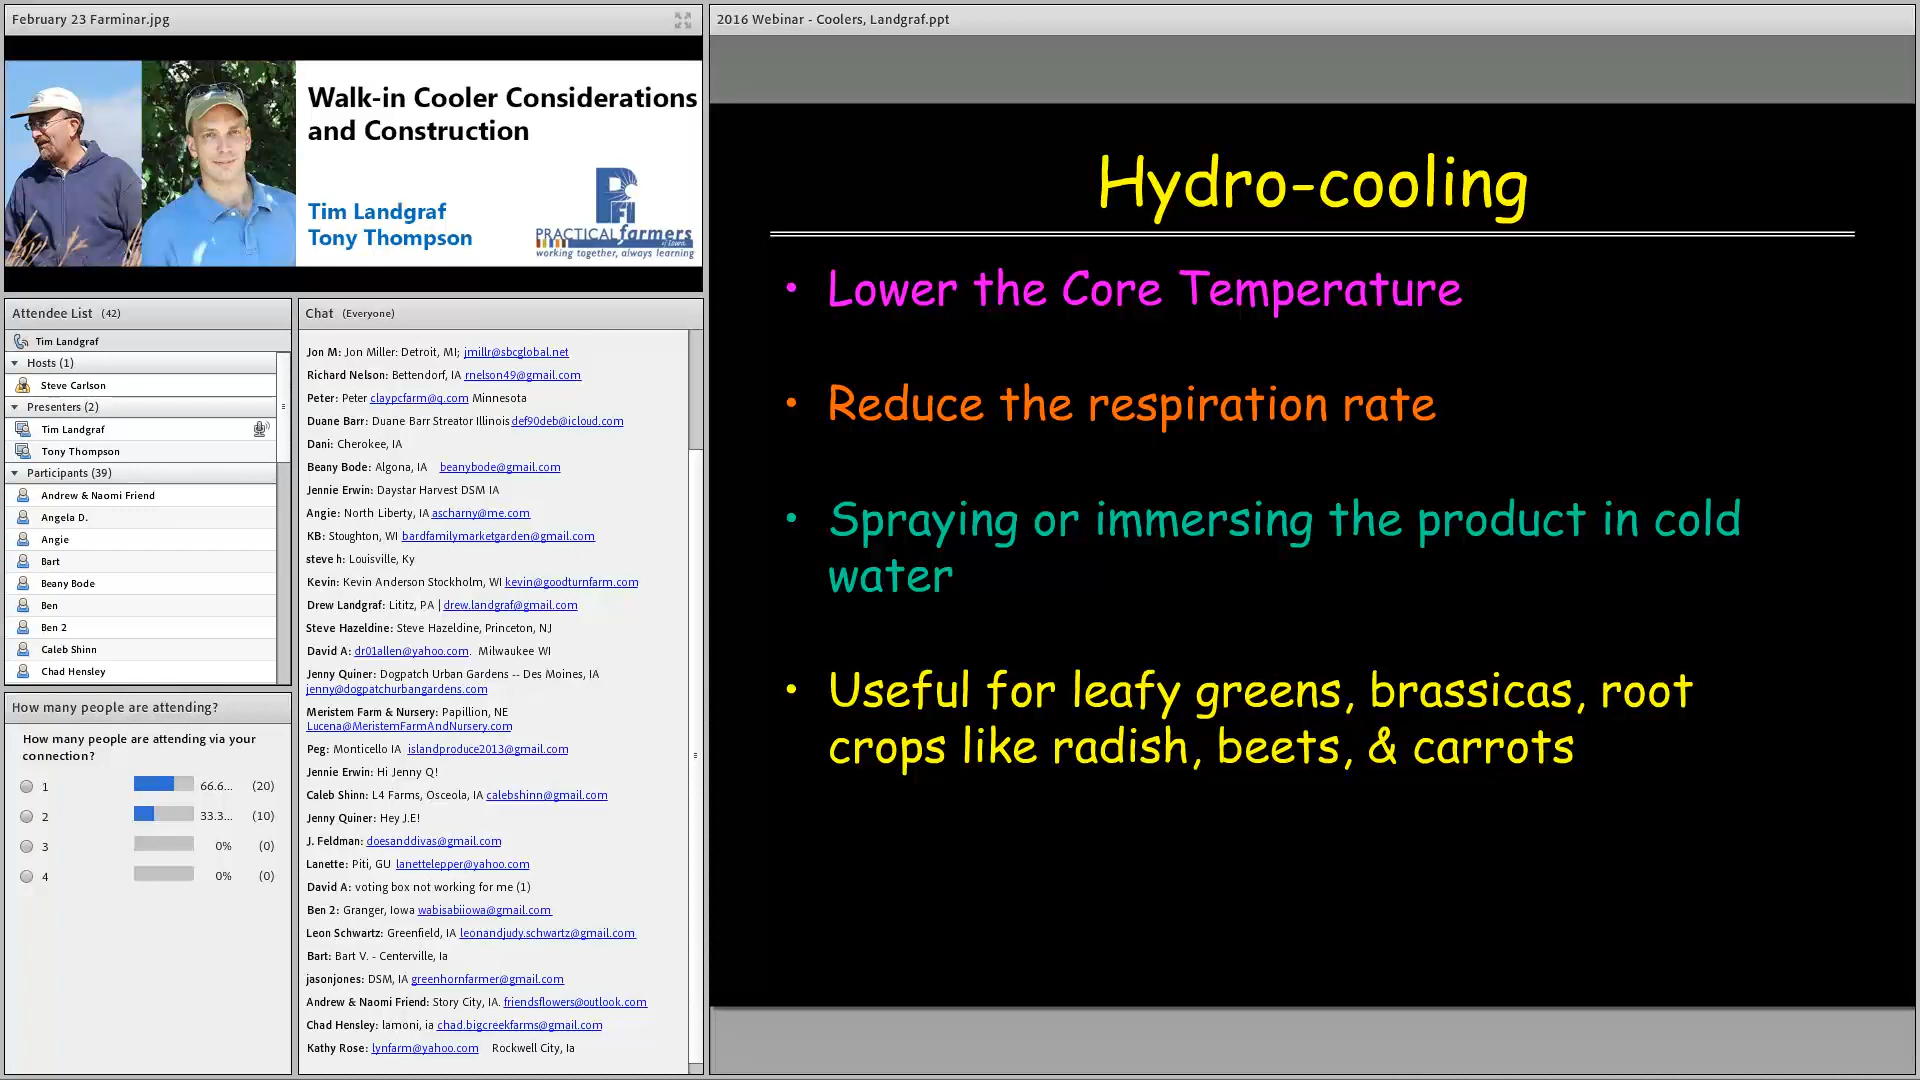 February 23 Farminar.jpg
Walk-in Cooler Considerations
and Construction
Tim Landgraf
Tony Thompson
PFI
PRACTICAL farmers
of Iowa
working together, always learning
Attendee List (42)
Tim Landgraf
Hosts (1)
Steve Carlson
Presenters (2)
Tim Landgraf
Tony Thompson
Participants (39)
Andrew & Naomi Friend
Angela D.
Angie
Bart
Beany Bode
Ben
Ben 2
Caleb Shinn
Chad Hensley
How many people are attending?
How many people are attending via your
connection?
1 66.6... (20)
2 33.3... (10)
3 0% (0)
4 0% (0)
Chat (Everyone)
Jon M: Jon Miller: Detroit, MI; jmillr@sbcglobal.net
Richard Nelson: Bettendorf, IA rnelson49@gmail.com
Peter: Peter claypcfarm@q.com Minnesota
Duane Barr: Duane Barr Streator Illinois def90deb@icloud.com
Dani: Cherokee, IA
Beany Bode: Algona, IA beanybode@gmail.com
Jennie Erwin: Daystar Harvest DSM IA
Angie: North Liberty, IA ascharny@me.com
KB: Stoughton, WI bardfamilymarketgarden@gmail.com
steve h: Louisville, Ky
Kevin: Kevin Anderson Stockholm, WI kevin@goodturnfarm.com
Drew Landgraf: Lititz, PA | drew.landgraf@gmail.com
Steve Hazeldine: Steve Hazeldine, Princeton, NJ
David A: dr01allen@yahoo.com. Milwaukee WI
Jenny Quiner: Dogpatch Urban Gardens -- Des Moines, IA
jenny@dogpatchurbangardens.com
Meristem Farm & Nursery: Papillion, NE
Lucena@MeristemFarmAndNursery.com
Peg: Monticello IA islandproduce2013@gmail.com
Jennie Erwin: Hi Jenny Q!
Caleb Shinn: L4 Farms, Osceola, IA calebshinn@gmail.com
Jenny Quiner: Hey J.E!
J. Feldman: doesanddivas@gmail.com
Lanette: Piti, GU lanettelepper@yahoo.com
David A: voting box not working for me (1)
Ben 2: Granger, Iowa wabisabiiowa@gmail.com
Leon Schwartz: Greenfield, IA leonandjudy.schwartz@gmail.com
Bart: Bart V. - Centerville, Ia
jasonjones: DSM, IA greenhornfarmer@gmail.com
Andrew & Naomi Friend: Story City, IA. friendsflowers@outlook.com
Chad Hensley: lamoni, ia chad.bigcreekfarms@gmail.com
Kathy Rose: lynfarm@yahoo.com Rockwell City, Ia
2016 Webinar - Coolers, Landgraf.ppt
Hydro-cooling
• Lower the Core Temperature
• Reduce the respiration rate
• Spraying or immersing the product in cold
water
• Useful for leafy greens, brassicas, root
crops like radish, beets, & carrots